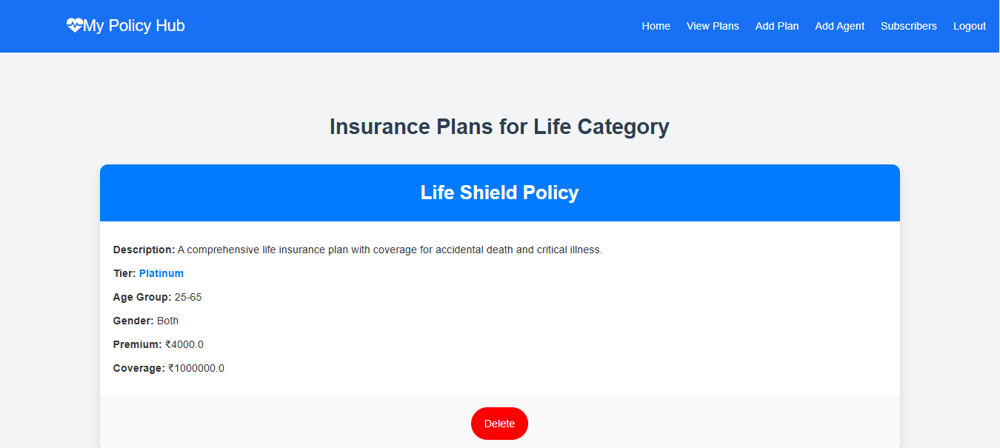 My Policy Hub
Home View Plans Add Plan Add Agent Subscribers Logout
Insurance Plans for Life Category
Life Shield Policy
Description: A comprehensive life insurance plan with coverage for accidental death and critical illness.
Tier: Platinum
Age Group: 25-65
Gender: Both
Premium: ₹4000.0
Coverage: ₹1000000.0
Delete